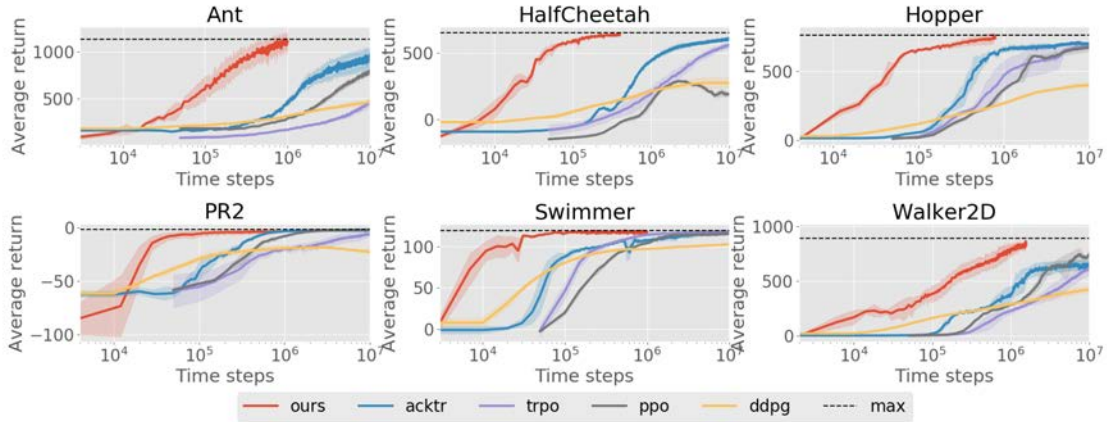 Ant
HalfCheetah
Hopper
Average return
1000
500
10^4
10^5
10^6
10^7
Time steps
Average return
500
0
10^4
10^5
10^6
10^7
Time steps
Average return
500
0
10^4
10^5
10^6
10^7
Time steps
PR2
Swimmer
Walker2D
Average return
0
−50
−100
10^4
10^5
10^6
10^7
Time steps
Average return
100
50
0
10^4
10^5
10^6
10^7
Time steps
Average return
1000
500
0
10^4
10^5
10^6
10^7
Time steps
ours acktr trpo ppo ddpg max